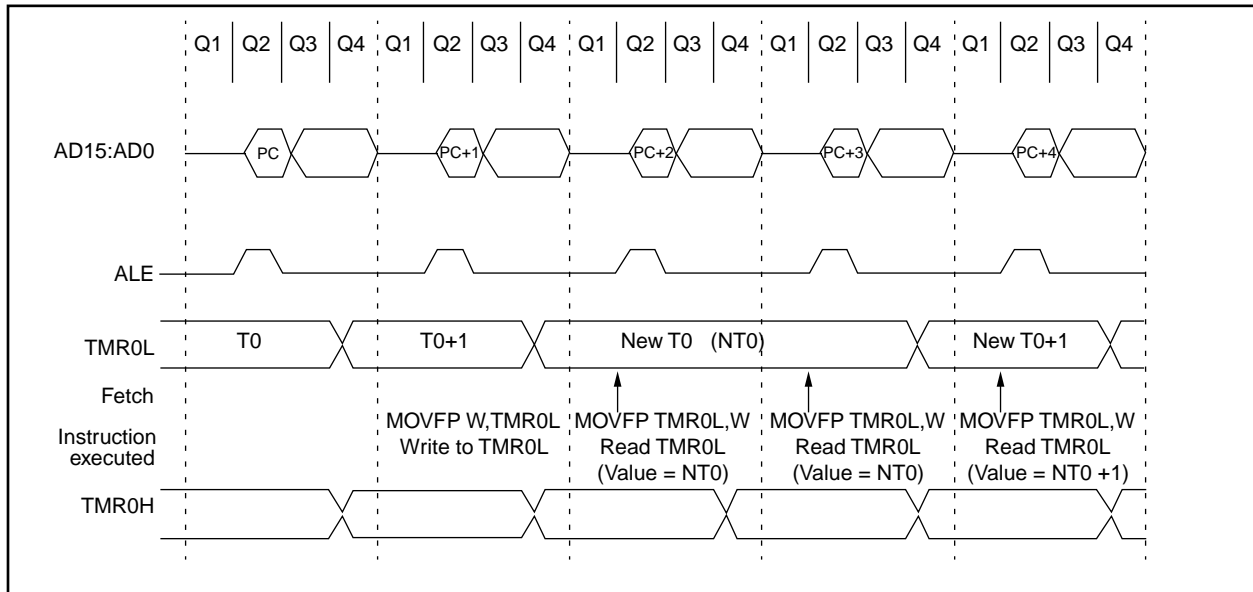 Q1 Q2 Q3 Q4 Q1 Q2 Q3 Q4 Q1 Q2 Q3 Q4 Q1 Q2 Q3 Q4 Q1 Q2 Q3 Q4
AD15:AD0 PC PC+1 PC+2 PC+3 PC+4
ALE
TMR0L T0 T0+1 New T0 (NT0) New T0+1
Fetch
Instruction executed
MOVFP W,TMR0L
Write to TMR0L
MOVFP TMR0L,W
Read TMR0L
(Value = NT0)
MOVFP TMR0L,W
Read TMR0L
(Value = NT0)
MOVFP TMR0L,W
Read TMR0L
(Value = NT0 +1)
TMR0H